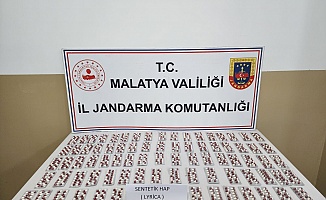 T.C.
MALATYA VALİLİĞİ
İL JANDARMA KOMUTANLIĞI
SENTETİK HAP
( LYRICA )